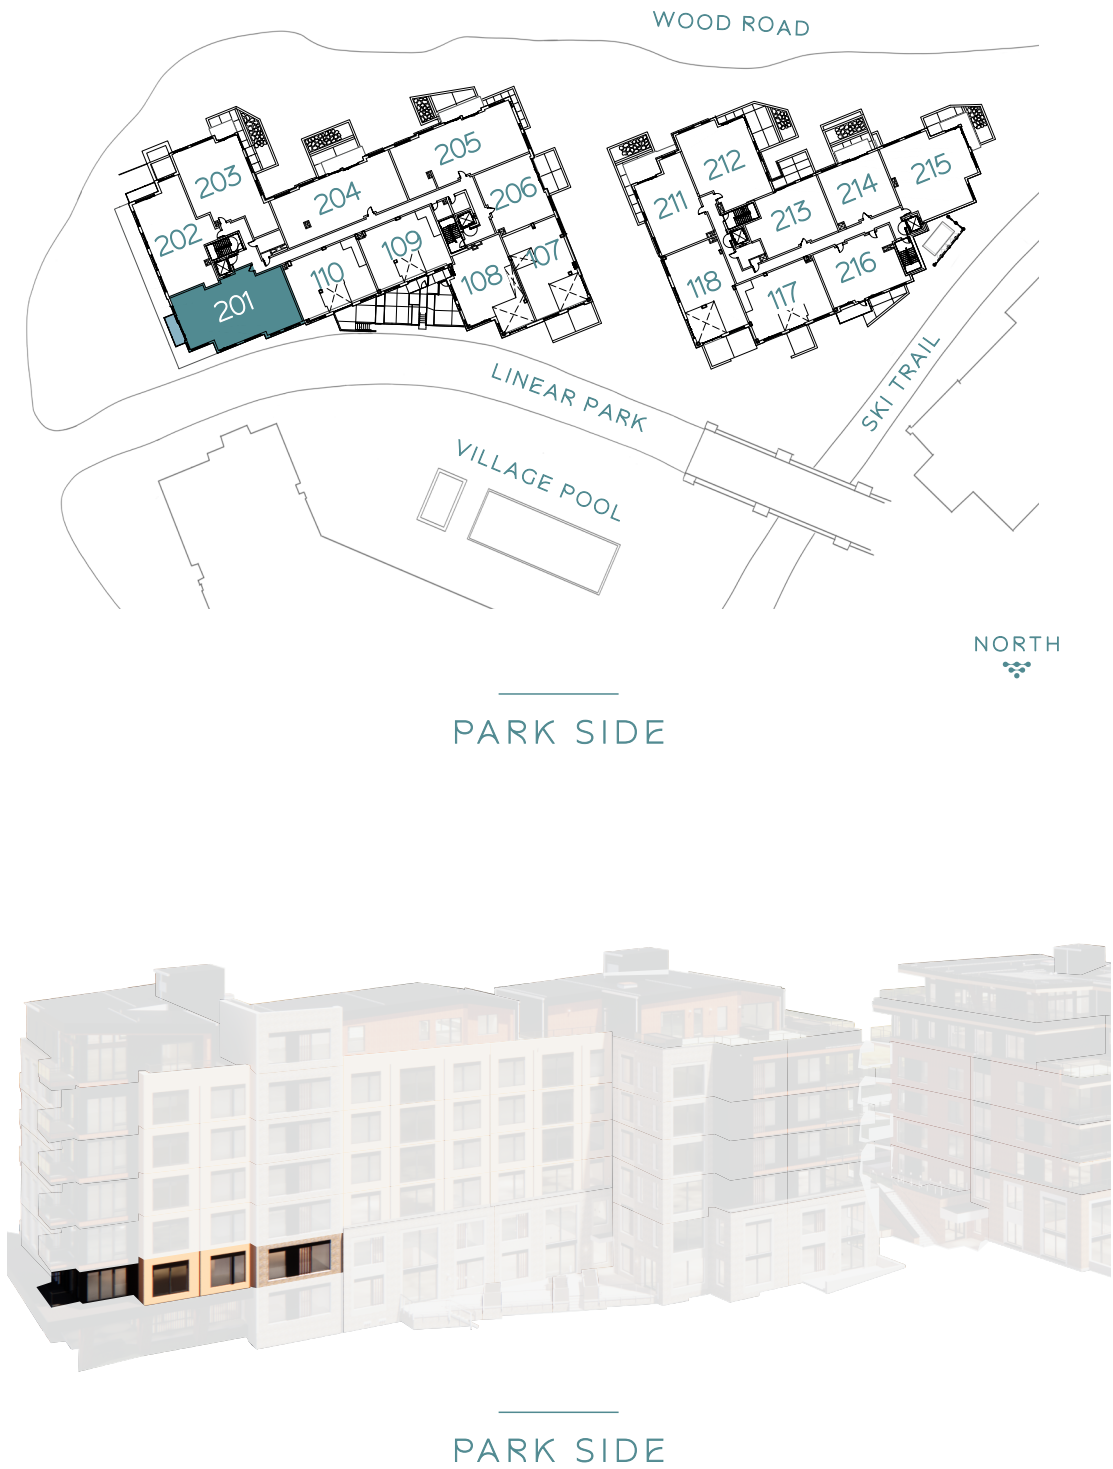 WOOD ROAD
203
205
204
202
206
109
107
110
108
201
212
215
214
211
213
216
118
117
LINEAR PARK
SKI TRAIL
VILLAGE POOL
NORTH
PARK SIDE
PARK SIDE